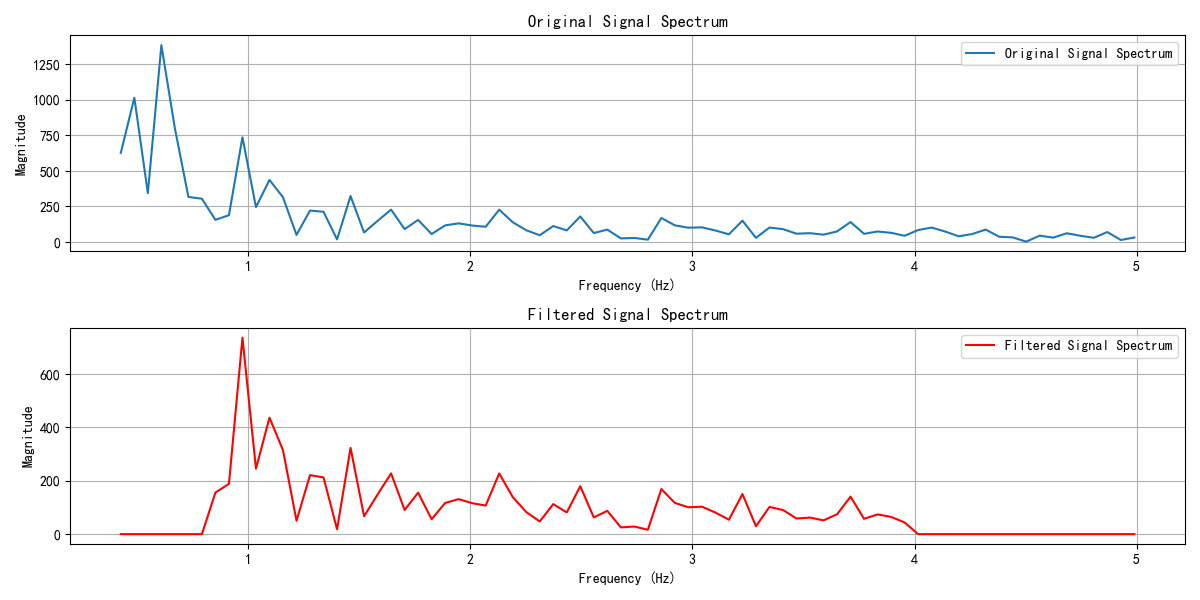 Original Signal Spectrum
Original Signal Spectrum
Magnitude
1250
1000
750
500
250
0
1 2 3 4 5
Frequency (Hz)
Filtered Signal Spectrum
Filtered Signal Spectrum
Magnitude
600
400
200
0
1 2 3 4 5
Frequency (Hz)